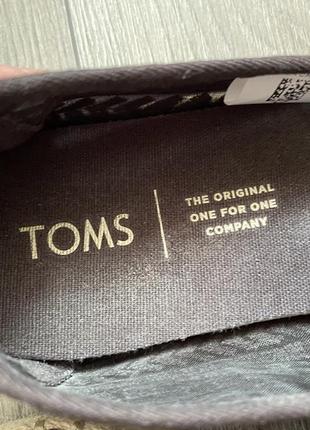 TOMS
THE ORIGINAL
ONE FOR ONE
COMPANY